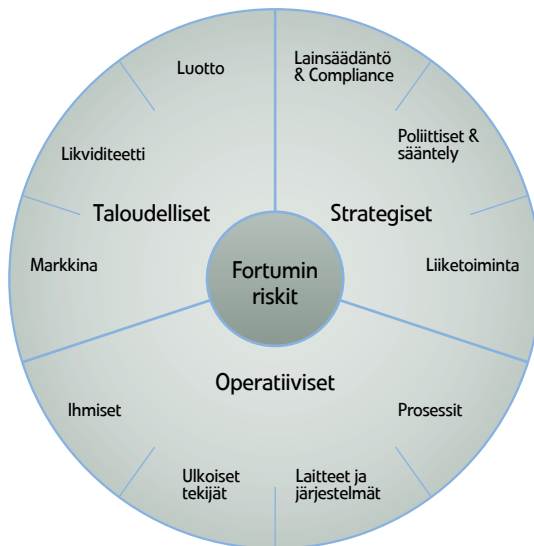 Luotto
Lainsäädäntö
& Compliance
Likviditeetti
Poliittiset &
sääntely
Taloudelliset
Strategiset
Markkina
Fortumin
riskit
Liiketoiminta
Operatiiviset
Ihmiset
Prosessit
Ulkoiset
tekijät
Laitteet ja
järjestelmät